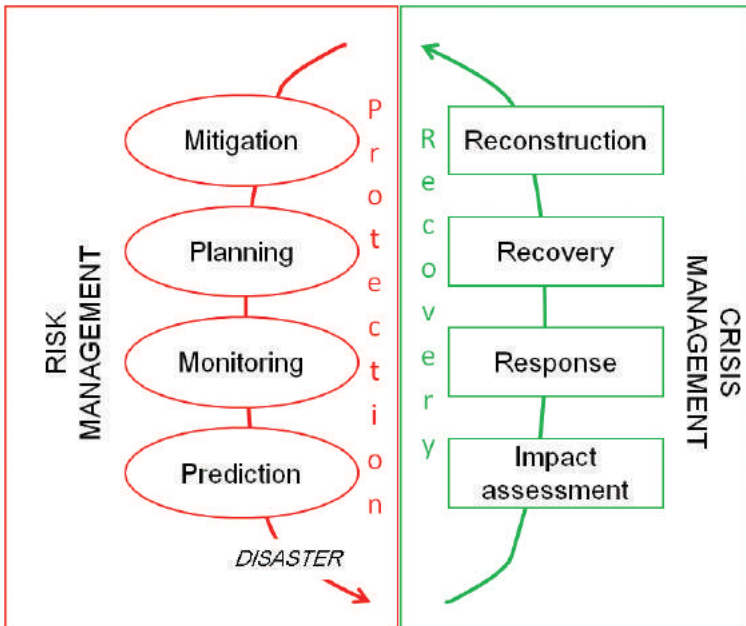 RISK
MANAGEMENT
Mitigation
Planning
Monitoring
Prediction
DISASTER
Protection
Recovery
Reconstruction
Recovery
Response
Impact
assessment
CRISIS
MANAGEMENT